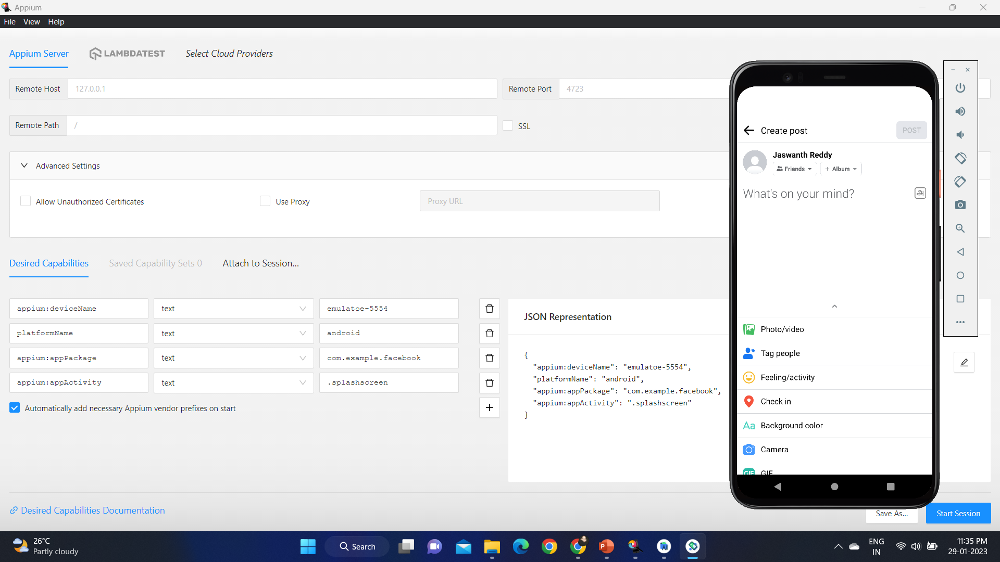 Appium
File View Help
Appium Server LAMBDATEST Select Cloud Providers
Remote Host 127.0.0.1 Remote Port 4723
Remote Path / SSL
Advanced Settings
Allow Unauthorized Certificates Use Proxy Proxy URL
Desired Capabilities Saved Capability Sets 0 Attach to Session...
appium:deviceName text emulatoe-5554
platformName text android
appium:appPackage text com.example.facebook
appium:appActivity text .splashscreen
Automatically add necessary Appium vendor prefixes on start
JSON Representation
{
"appium:deviceName": "emulatoe-5554",
"platformName": "android",
"appium:appPackage": "com.example.facebook",
"appium:appActivity": ".splashscreen"
}
Create post POST
Jaswanth Reddy
Friends + Album
What's on your mind?
Photo/video
Tag people
Feeling/activity
Check in
Aa Background color
Camera
GIF GIF
Desired Capabilities Documentation
Save As... Start Session
26°C
Partly cloudy
Search
ENG
IN
11:35 PM
29-01-2023